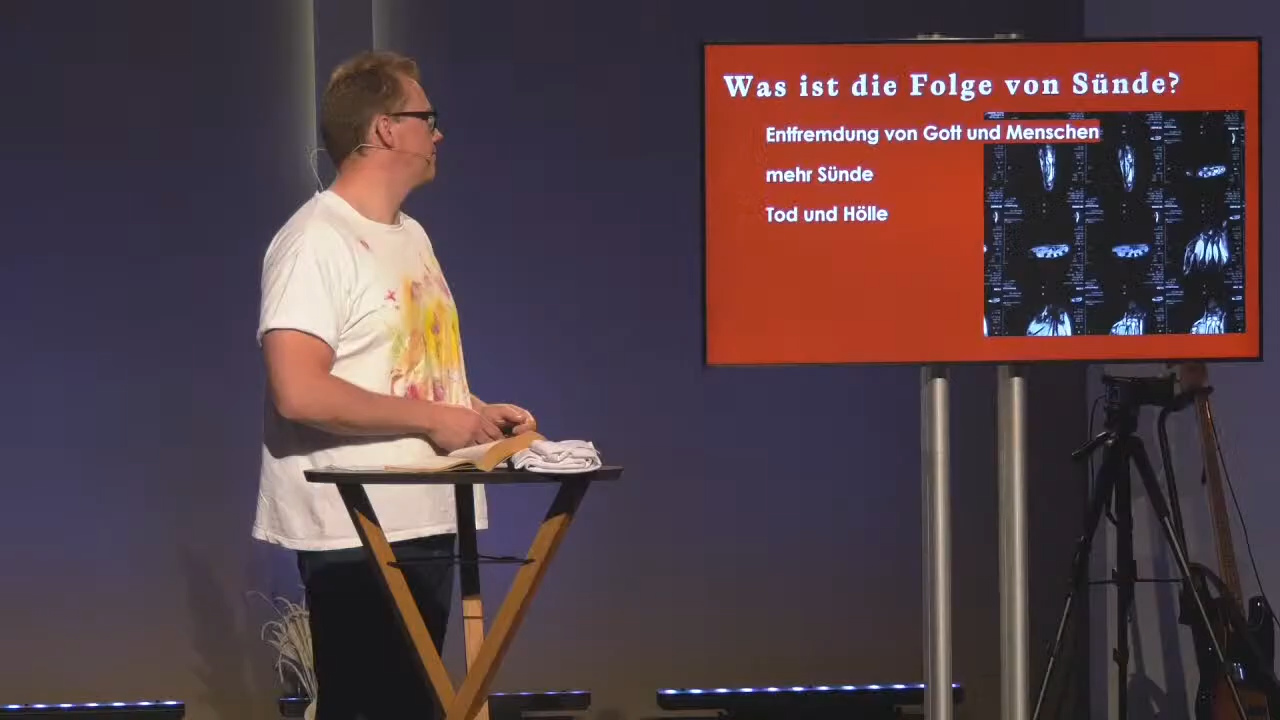 Was ist die Folge von Sünde?
Entfremdung von Gott und Menschen
mehr Sünde
Tod und Hölle